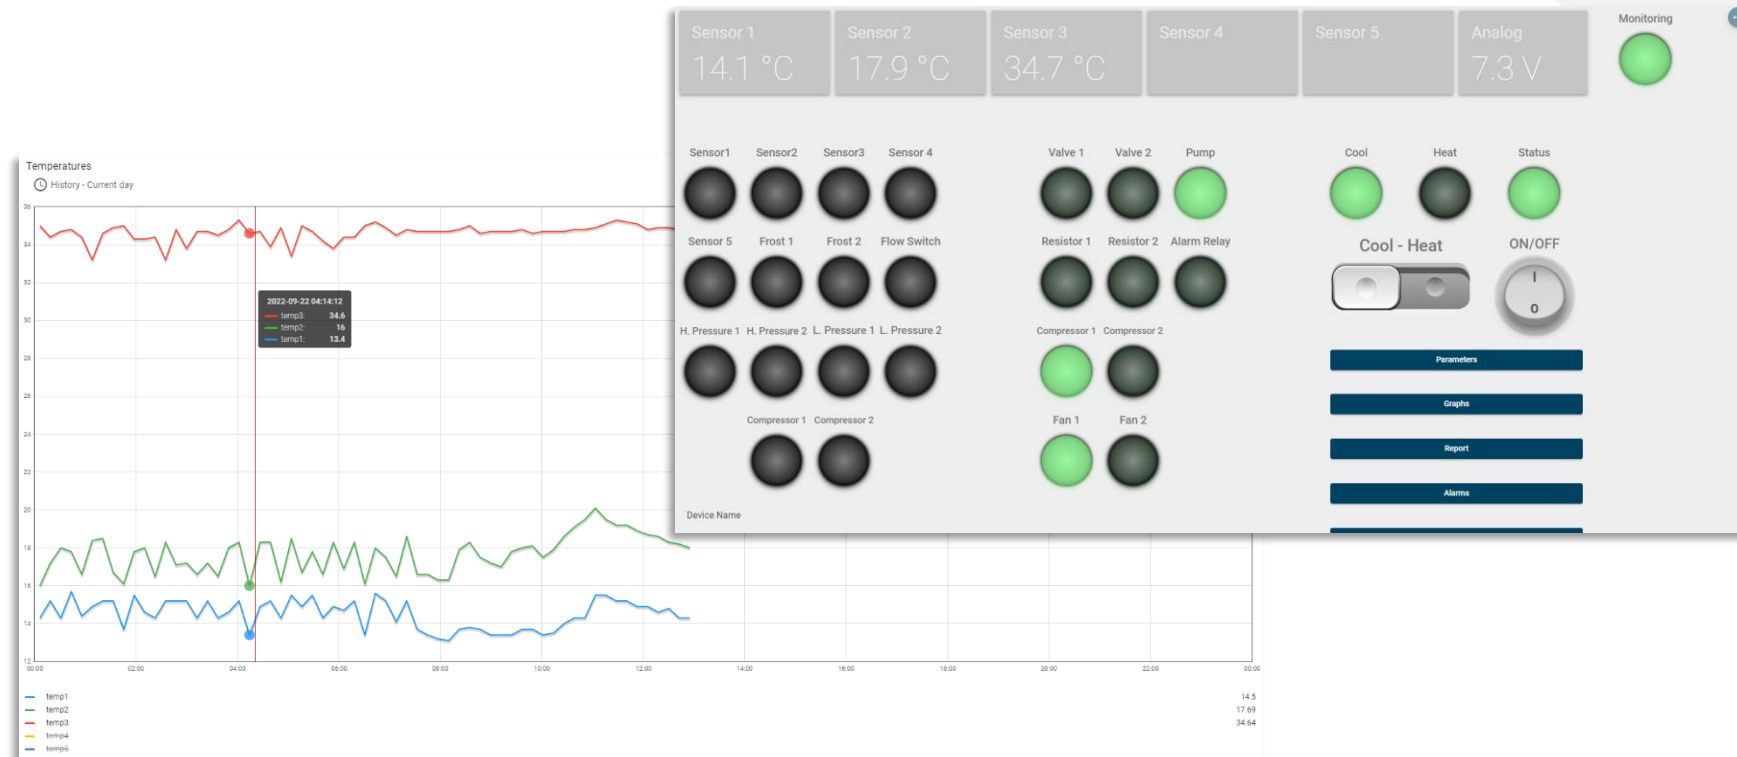 Sensor 1 Sensor 2 Sensor 3 Sensor 4 Sensor 5 Analog
14.1 °C 17.9 °C 34.7 °C 7.3 V
Monitoring
Sensor1 Sensor2 Sensor3 Sensor 4
Sensor 5 Frost 1 Frost 2 Flow Switch
H. Pressure 1 H. Pressure 2 L. Pressure 1 L. Pressure 2
Compressor 1 Compressor 2
Device Name
Valve 1 Valve 2 Pump
Resistor 1 Resistor 2 Alarm Relay
Compressor 1 Compressor 2
Fan 1 Fan 2
Cool Heat Status
Cool - Heat ON/OFF
I
O
Parameters
Graphs
Report
Alarms
Temperatures
History - Current day
36
34
32
30
28
26
24
22
20
18
16
14
12
2022-09-22 04:14:12
temp3: 34.6
temp2: 16
temp1: 13.4
00:00 02:00 04:00 06:00 08:00 10:00 12:00 14:00 16:00 18:00 20:00 22:00 00:00
temp1 14.5
temp2 17.69
temp3 34.64
temp4
temp5